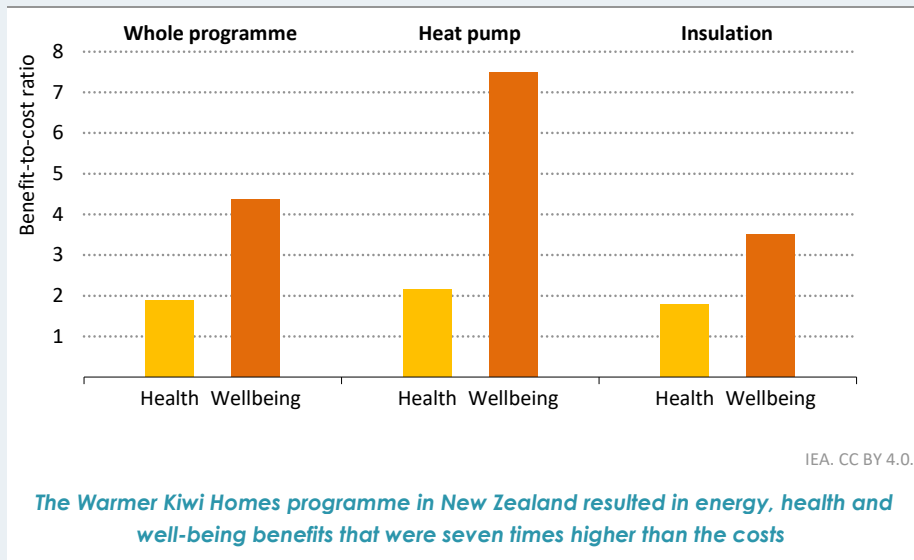 Whole programme Heat pump Insulation
Benefit-to-cost ratio
8
7
6
5
4
3
2
1
Health Wellbeing Health Wellbeing Health Wellbeing
IEA. CC BY 4.0.
The Warmer Kiwi Homes programme in New Zealand resulted in energy, health and
well-being benefits that were seven times higher than the costs